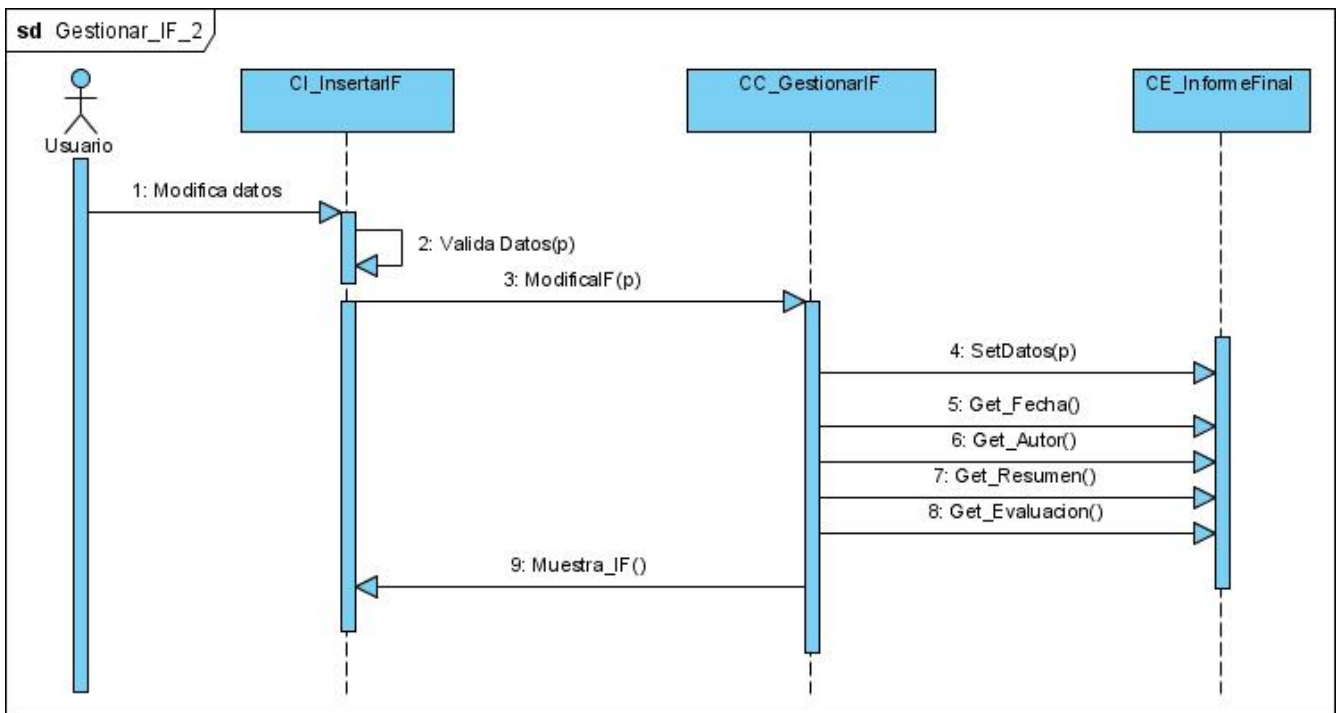 sd Gestionar_IF_2
CI_InsertarIF
CC_GestionarIF
CE_InformeFinal
Usuario
1: Modifica datos
2: Valida Datos(p)
3: ModificaIF(p)
4: SetDatos(p)
5: Get_Fecha()
6: Get_Autor()
7: Get_Resumen()
8: Get_Evaluacion()
9: Muestra_IF()